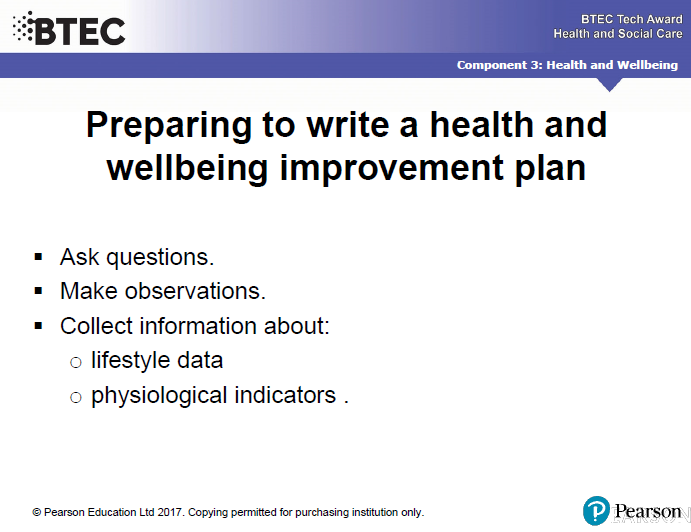 BTEC
BTEC Tech Award
Health and Social Care
Component 3: Health and Wellbeing
Preparing to write a health and
wellbeing improvement plan
▪ Ask questions.
▪ Make observations.
▪ Collect information about:
o lifestyle data
o physiological indicators .
© Pearson Education Ltd 2017. Copying permitted for purchasing institution only.
Pearson